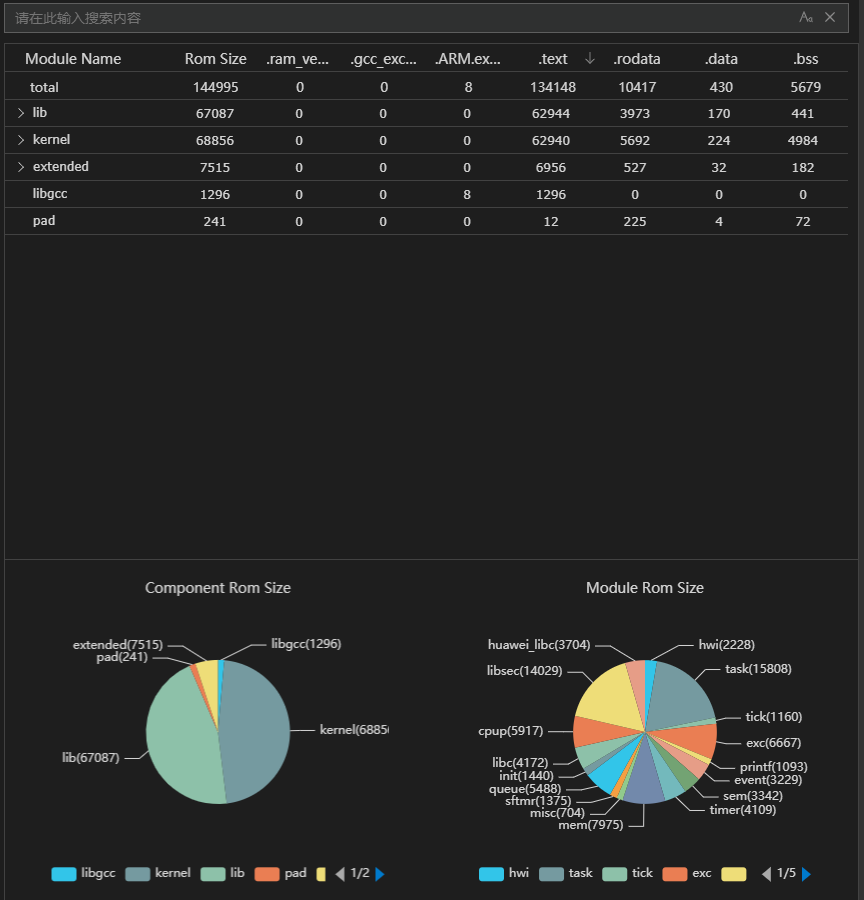 请在此输入搜索内容 Aa
Module Name Rom Size .ram_ve... .gcc_exc... .ARM.ex... .text .rodata .data .bss
total 144995 0 0 8 134148 10417 430 5679
lib 67087 0 0 0 62944 3973 170 441
kernel 68856 0 0 0 62940 5692 224 4984
extended 7515 0 0 0 6956 527 32 182
libgcc 1296 0 0 8 1296 0 0 0
pad 241 0 0 0 12 225 4 72
Component Rom Size
extended(7515)
libgcc(1296)
pad(241)
kernel(6885
lib(67087)
libgcc kernel lib pad 1/2
Module Rom Size
huawei_libc(3704)
hwi(2228)
libsec(14029)
task(15808)
tick(1160)
cpup(5917)
exc(6667)
libc(4172)
printf(1093)
init(1440)
event(3229)
queue(5488)
sem(3342)
sftmr(1375)
timer(4109)
misc(704)
mem(7975)
hwi task tick exc 1/5